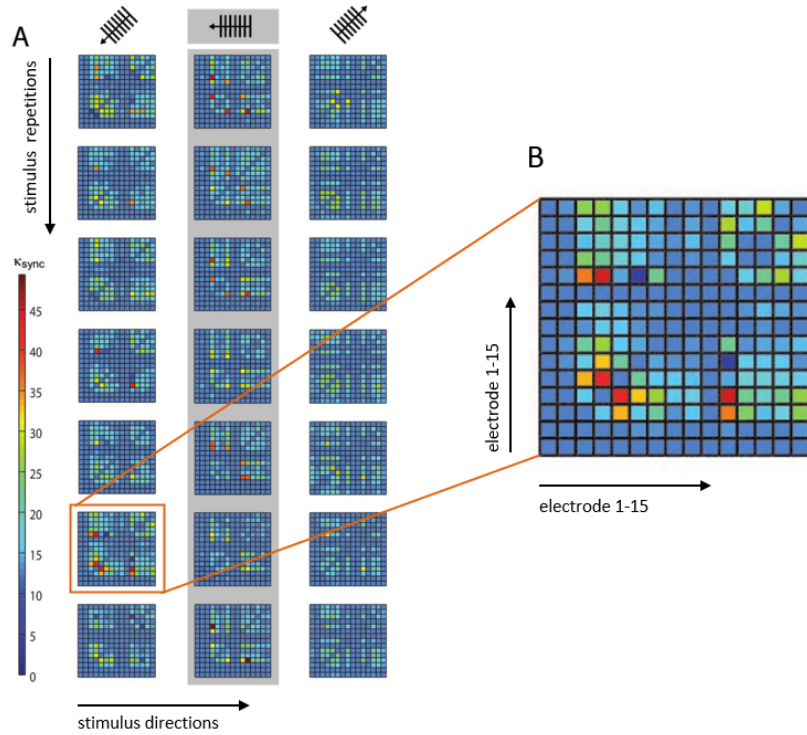 A
stimulus repetitions
κsync
45
40
35
30
25
20
15
10
5
0
stimulus directions
B
electrode 1-15
electrode 1-15